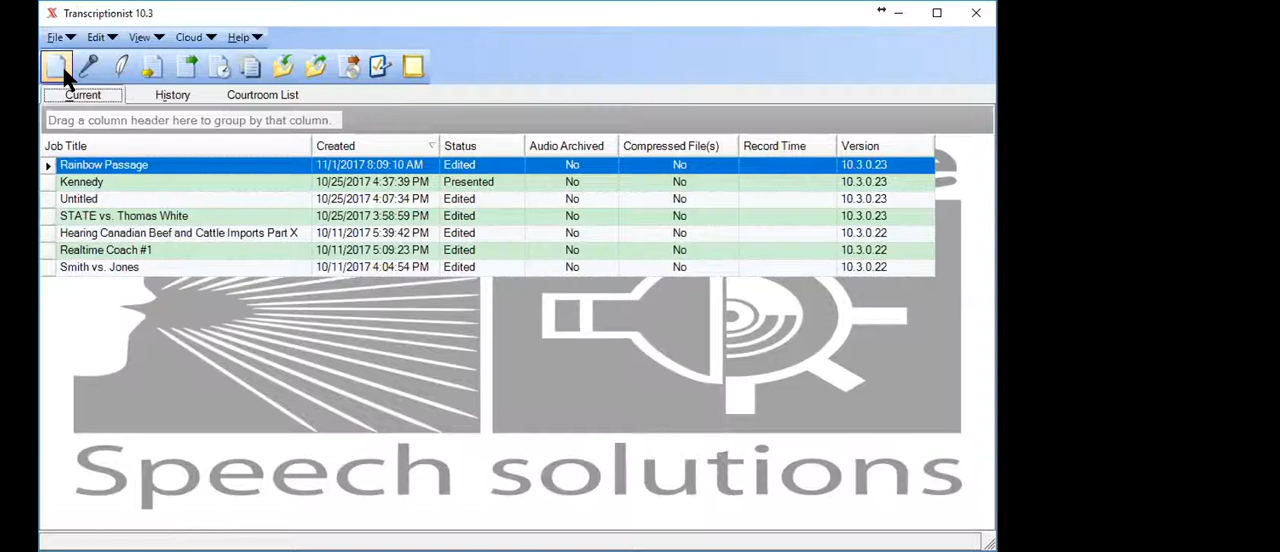 Transcriptionist 10.3
File Edit View Cloud Help
Current History Courtroom List
Drag a column header here to group by that column.
Job Title Created Status Audio Archived Compressed File(s) Record Time Version
Rainbow Passage 11/1/2017 8:09:10 AM Edited No No 10.3.0.23
Kennedy 10/25/2017 4:37:39 PM Presented No No 10.3.0.23
Untitled 10/25/2017 4:07:34 PM Edited No No 10.3.0.23
STATE vs. Thomas White 10/25/2017 3:58:59 PM Edited No No 10.3.0.23
Hearing Canadian Beef and Cattle Imports Part X 10/11/2017 5:39:42 PM Edited No No 10.3.0.22
Realtime Coach #1 10/11/2017 5:09:23 PM Edited No No 10.3.0.22
Smith vs. Jones 10/11/2017 4:04:54 PM Edited No No 10.3.0.22
Speech solutions